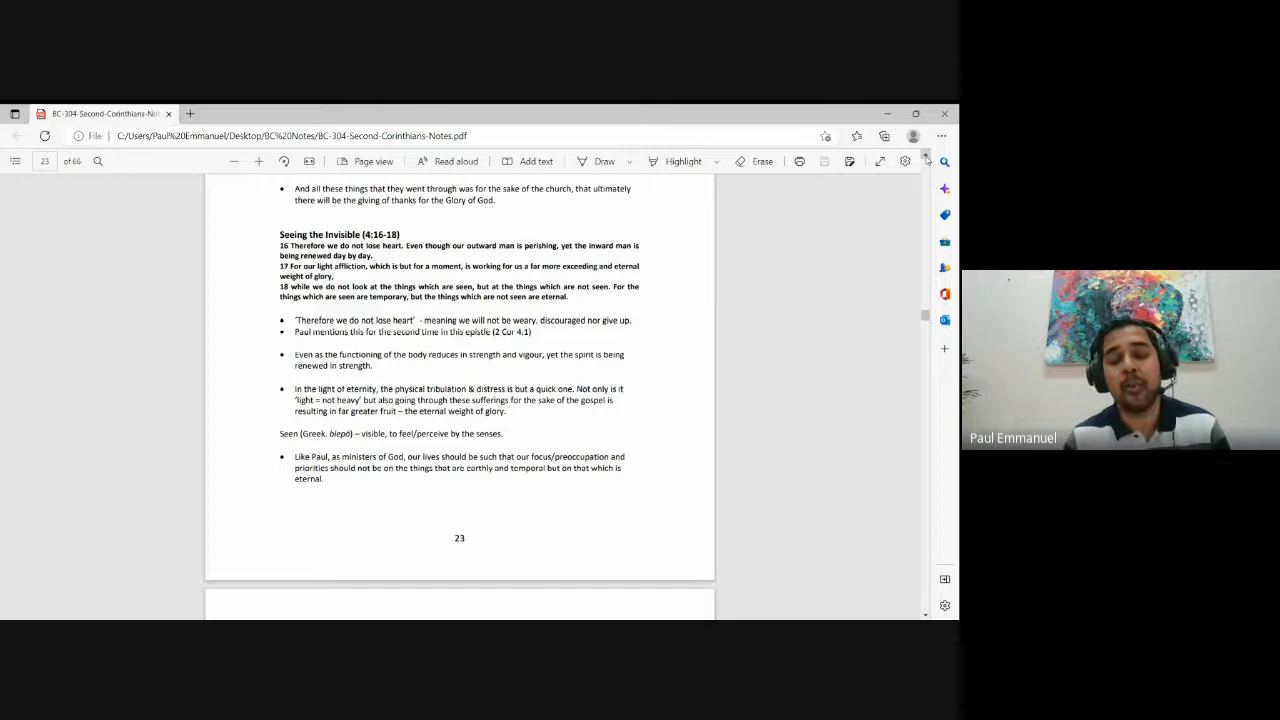 BC-304-Second-Corinthians-Not
File C:/Users/Paul%20Emmanuel/Desktop/BC%20Notes/BC-304-Second-Corinthians-Notes.pdf
23 of 66 Page view Read aloud Add text Draw Highlight Erase
• And all these things that they went through was for the sake of the church, that ultimately
there will be the giving of thanks for the Glory of God.
Seeing the Invisible (4:16-18)
16 Therefore we do not lose heart. Even though our outward man is perishing, yet the inward man is
being renewed day by day.
17 For our light affliction, which is but for a moment, is working for us a far more exceeding and eternal
weight of glory,
18 while we do not look at the things which are seen, but at the things which are not seen. For the
things which are seen are temporary, but the things which are not seen are eternal.
• 'Therefore we do not lose heart' - meaning we will not be weary, discouraged nor give up.
• Paul mentions this for the second time in this epistle (2 Cor 4.1)
• Even as the functioning of the body reduces in strength and vigour, yet the spirit is being
renewed in strength.
• In the light of eternity, the physical tribulation & distress is but a quick one. Not only is it
'light = not heavy' but also going through these sufferings for the sake of the gospel is
resulting in far greater fruit – the eternal weight of glory.
Seen (Greek. blepō) – visible, to feel/perceive by the senses.
• Like Paul, as ministers of God, our lives should be such that our focus/preoccupation and
priorities should not be on the things that are earthly and temporal but on that which is
eternal.
23
Paul Emmanuel